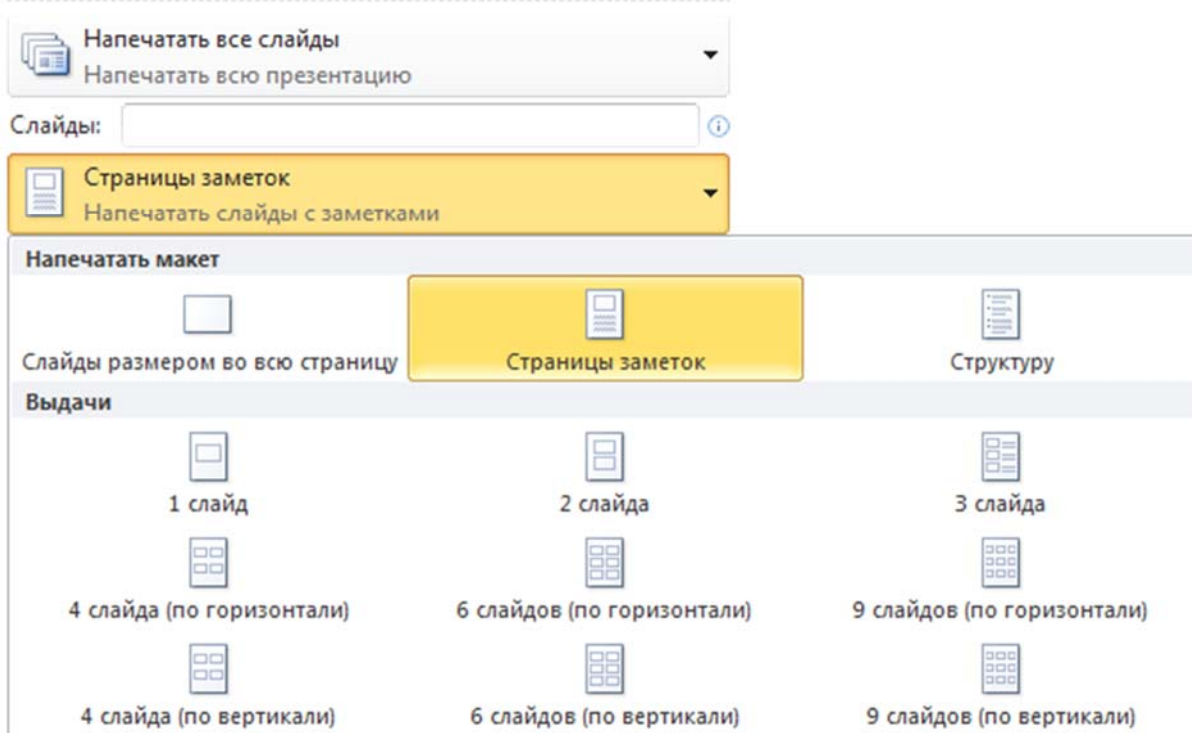 Напечатать все слайды
Напечатать всю презентацию
Слайды:
Страницы заметок
Напечатать слайды с заметками
Напечатать макет
Слайды размером во всю страницу Страницы заметок Структуру
Выдачи
1 слайд 2 слайда 3 слайда
4 слайда (по горизонтали) 6 слайдов (по горизонтали) 9 слайдов (по горизонтали)
4 слайда (по вертикали) 6 слайдов (по вертикали) 9 слайдов (по вертикали)